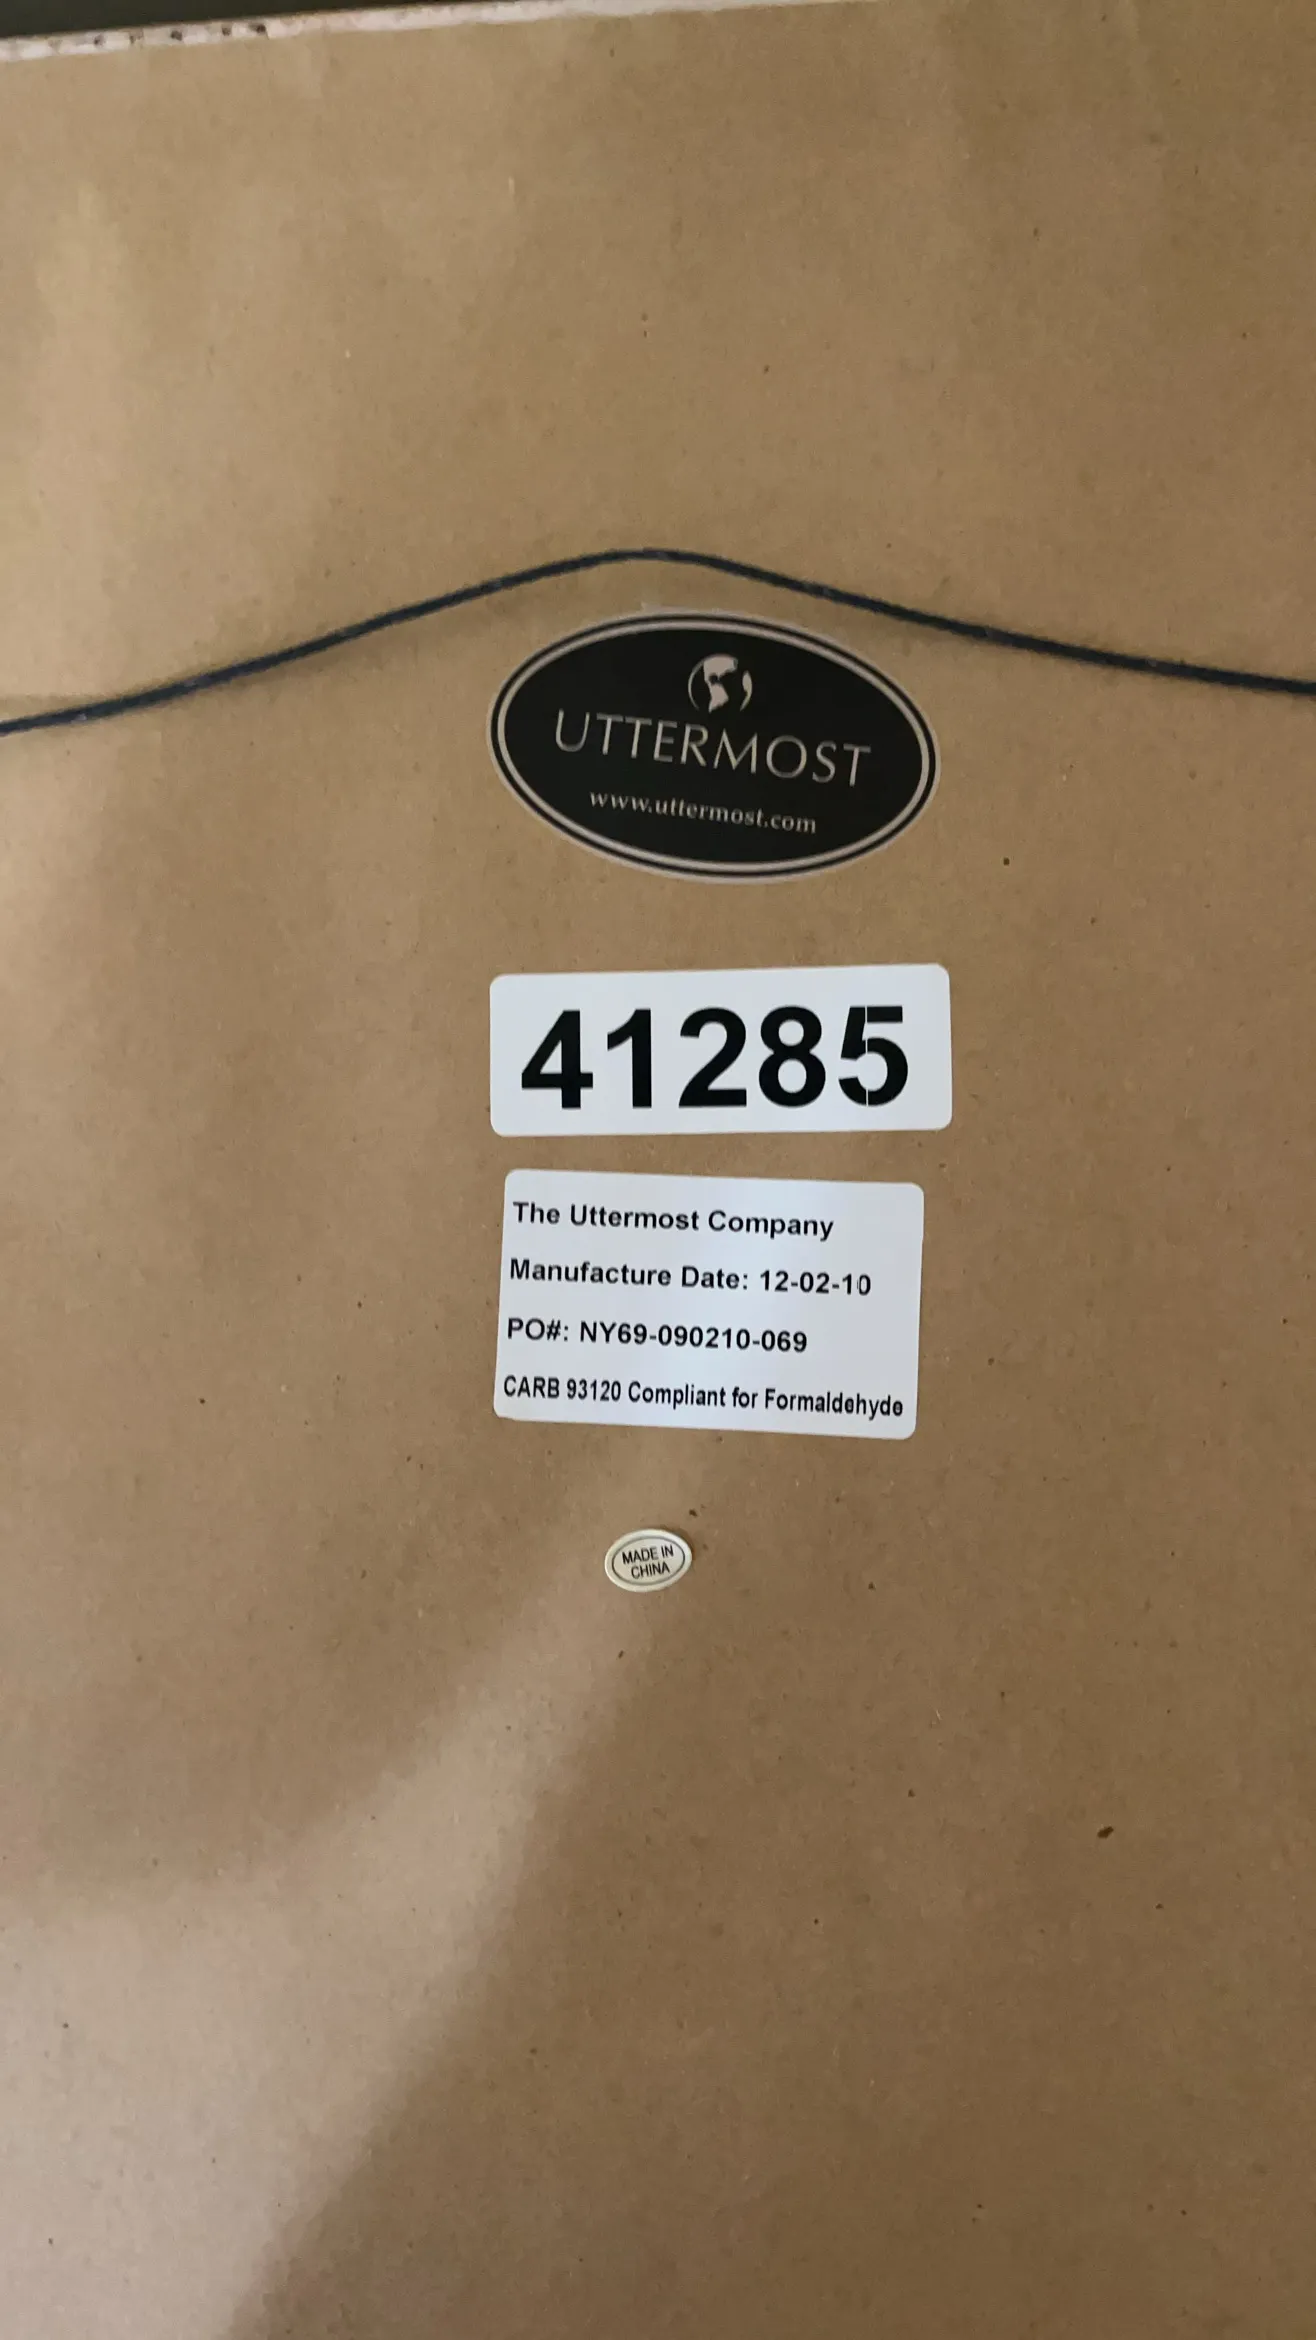 UTTERMOST
www.uttermost.com
41285
The Uttermost Company
Manufacture Date: 12-02-10
PO#: NY69-090210-069
CARB 93120 Compliant for Formaldehyde
MADE IN
CHINA